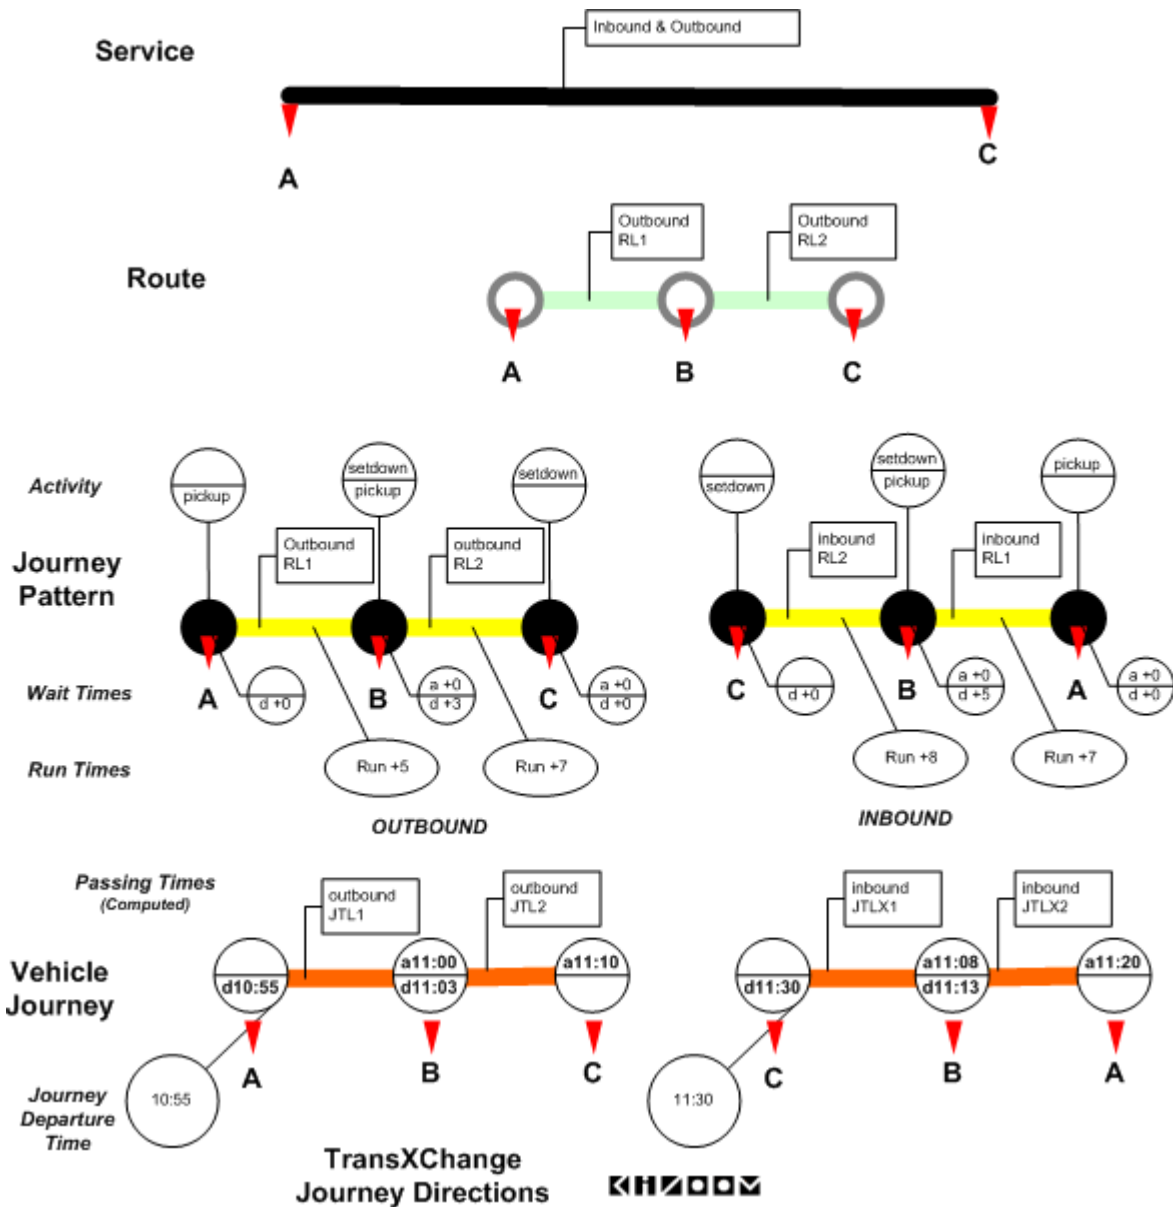 Service
Inbound & Outbound
A
C
Route
Outbound
RL1
Outbound
RL2
A
B
C
Activity
pickup
setdown
pickup
setdown
setdown
setdown
pickup
pickup
Journey
Pattern
Outbound
RL1
outbound
RL2
inbound
RL2
inbound
RL1
Wait Times
A
d +0
B
a +0
d +3
C
a +0
d +0
C
d +0
B
a +0
d +5
A
a +0
d +0
Run Times
Run +5
Run +7
Run +8
Run +7
OUTBOUND
INBOUND
Passing Times
(Computed)
outbound
JTL1
outbound
JTL2
inbound
JTLX1
inbound
JTLX2
Vehicle
Journey
d10:55
a11:00
d11:03
a11:10
d11:30
a11:08
d11:13
a11:20
A
B
C
C
B
A
Journey
Departure
Time
10:55
11:30
TransXChange
Journey Directions
KIZOOM